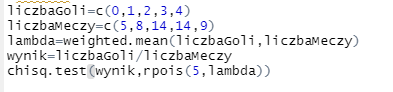 liczbaGoli=c(0,1,2,3,4)
liczbaMeczy=c(5,8,14,14,9)
lambda=weighted.mean(liczbaGoli,liczbaMeczy)
wynik=liczbaGoli/liczbaMeczy
chisq.test(wynik,rpois(5,lambda))